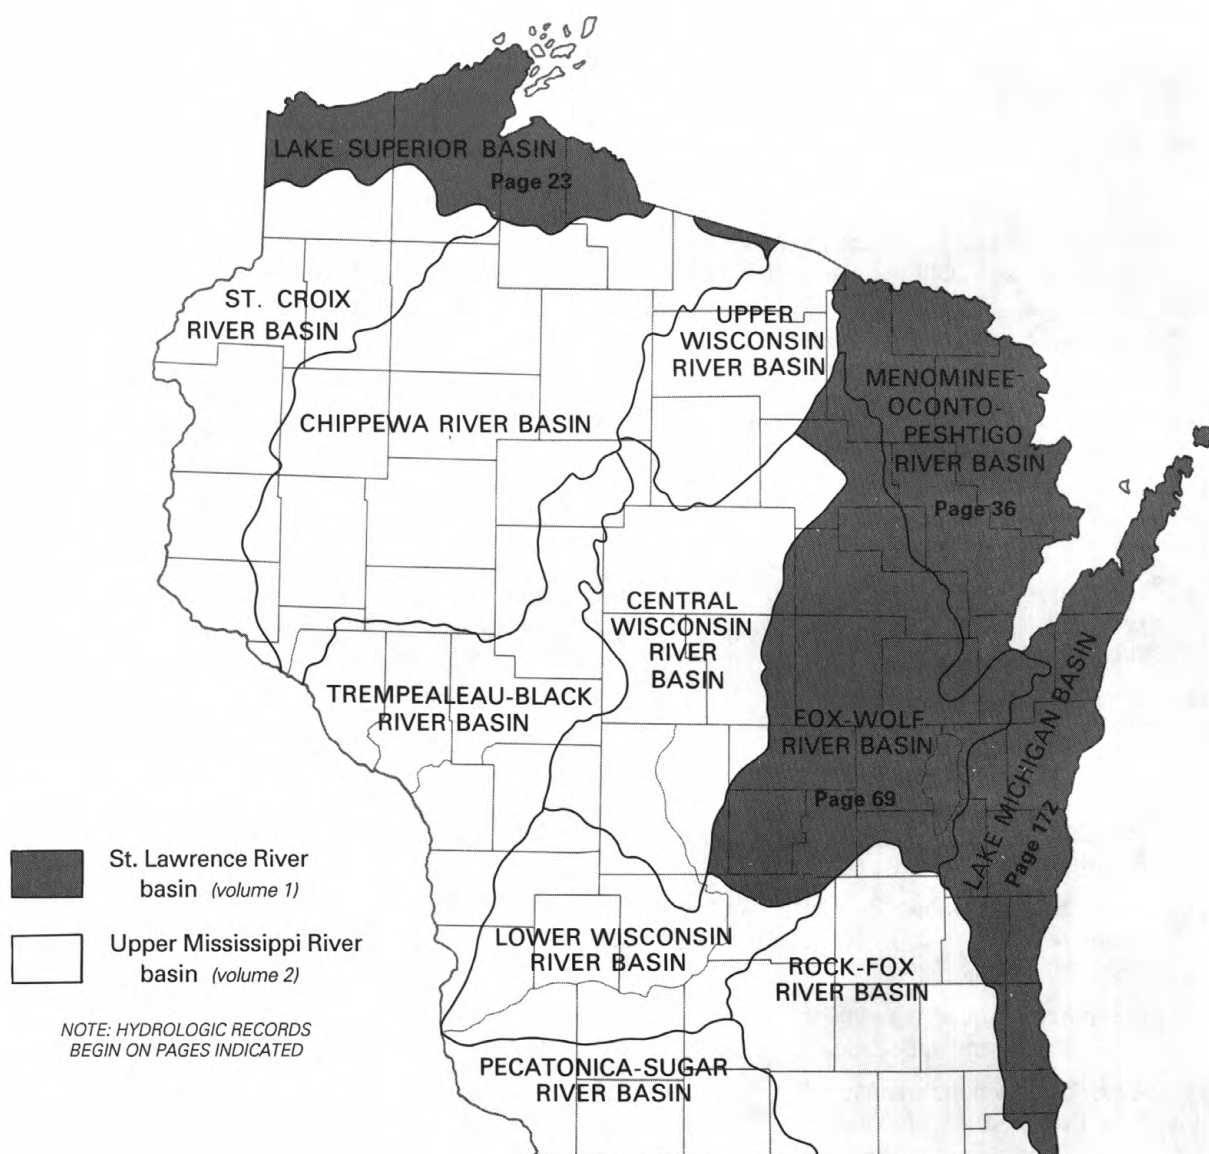 LAKE SUPERIOR BASIN
Page 23
ST. CROIX
RIVER BASIN
UPPER
WISCONSIN
RIVER BASIN
MENOMINEE-
OCONTO-
PESHTIGO
RIVER BASIN
Page 36
CHIPPEWA RIVER BASIN
CENTRAL
WISCONSIN
RIVER
BASIN
TREMPEALEAU-BLACK
RIVER BASIN
FOX-WOLF
RIVER BASIN
Page 69
LAKE MICHIGAN BASIN
Page 172
St. Lawrence River
basin (volume 1)
Upper Mississippi River
basin (volume 2)
NOTE: HYDROLOGIC RECORDS
BEGIN ON PAGES INDICATED
LOWER WISCONSIN
RIVER BASIN
ROCK-FOX
RIVER BASIN
PECATONICA-SUGAR
RIVER BASIN